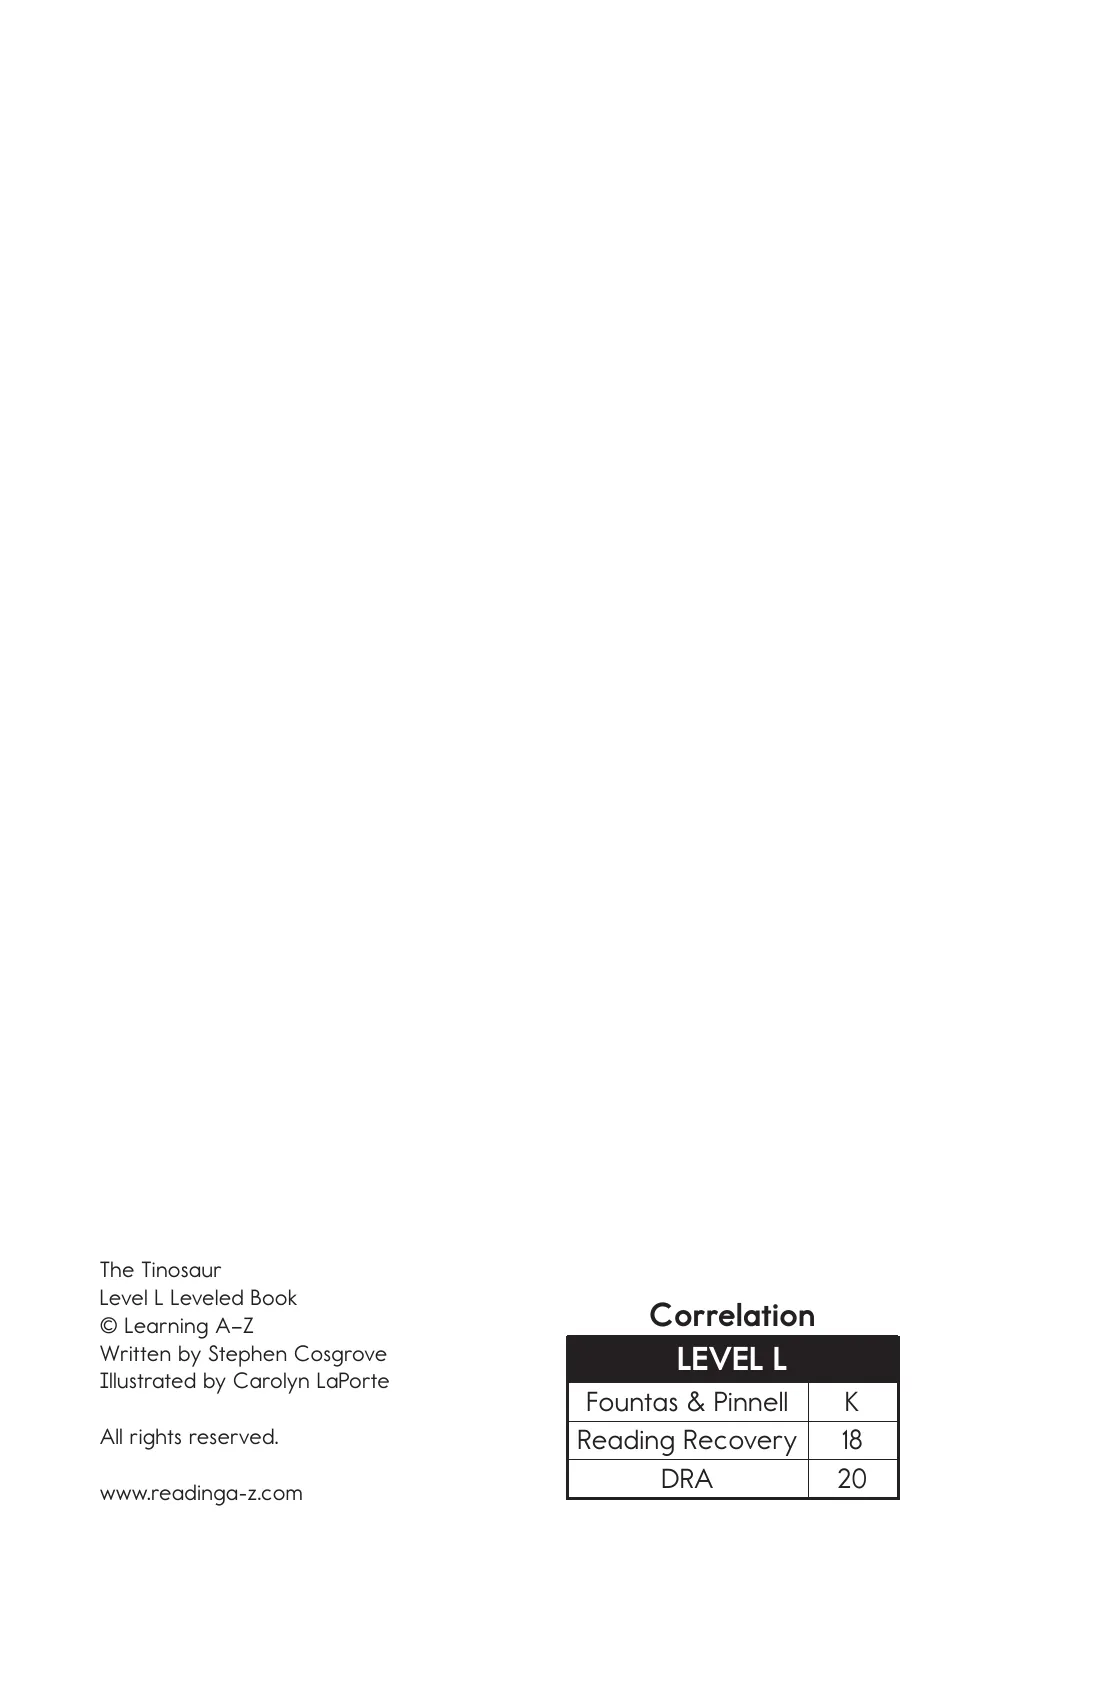 The Tinosaur
Level L Leveled Book
© Learning A–Z
Written by Stephen Cosgrove
Illustrated by Carolyn LaPorte
All rights reserved.
www.readinga-z.com
Correlation
LEVEL L
Fountas & Pinnell K
Reading Recovery 18
DRA 20